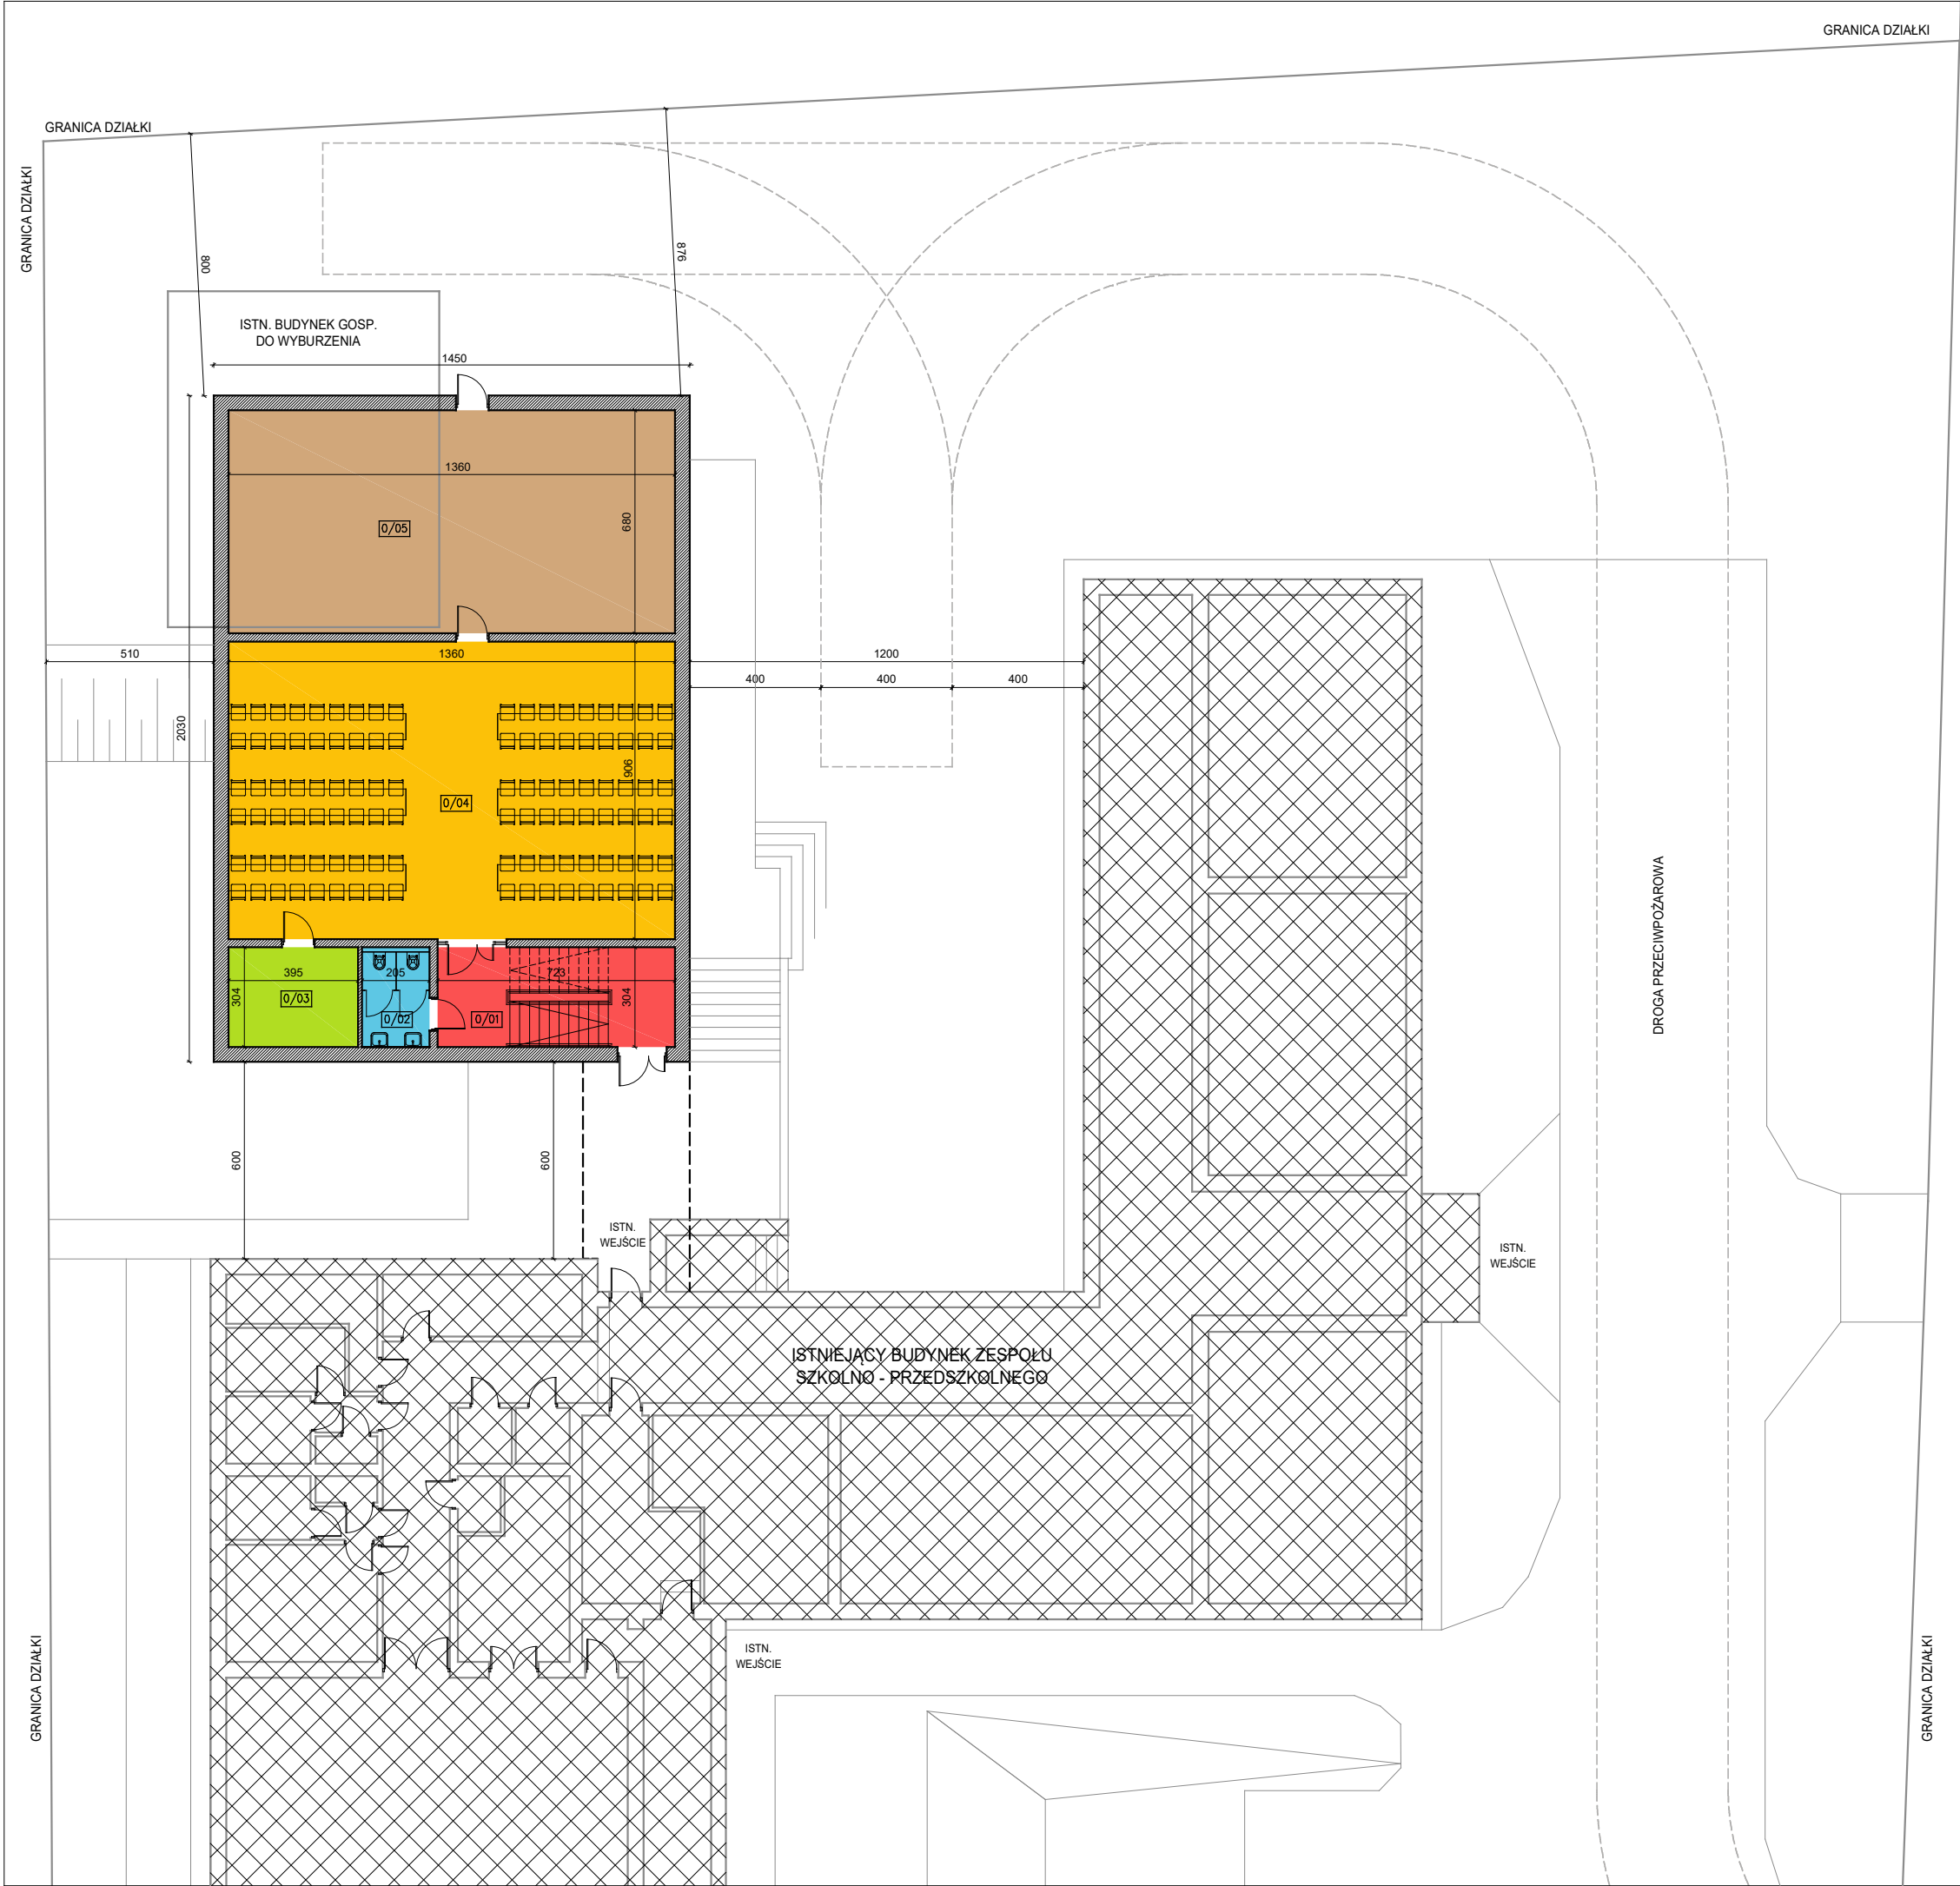 GRANICA DZIAŁKI
GRANICA DZIAŁKI
GRANICA DZIAŁKI
800
876
ISTN. BUDYNEK GOSP.
DO WYBURZENIA
1450
1360
0/05
680
510
1360
1200
400
400
400
2030
906
0/04
395
205
723
304
0/03
0/02
0/01
304
DROGA PRZECIWPOŻAROWA
600
600
ISTN.
WEJŚCIE
ISTN.
WEJŚCIE
ISTNIEJĄCY BUDYNEK ZESPOŁU
SZKOLNO - PRZEDSZKOLNEGO
ISTN.
WEJŚCIE
GRANICA DZIAŁKI
GRANICA DZIAŁKI